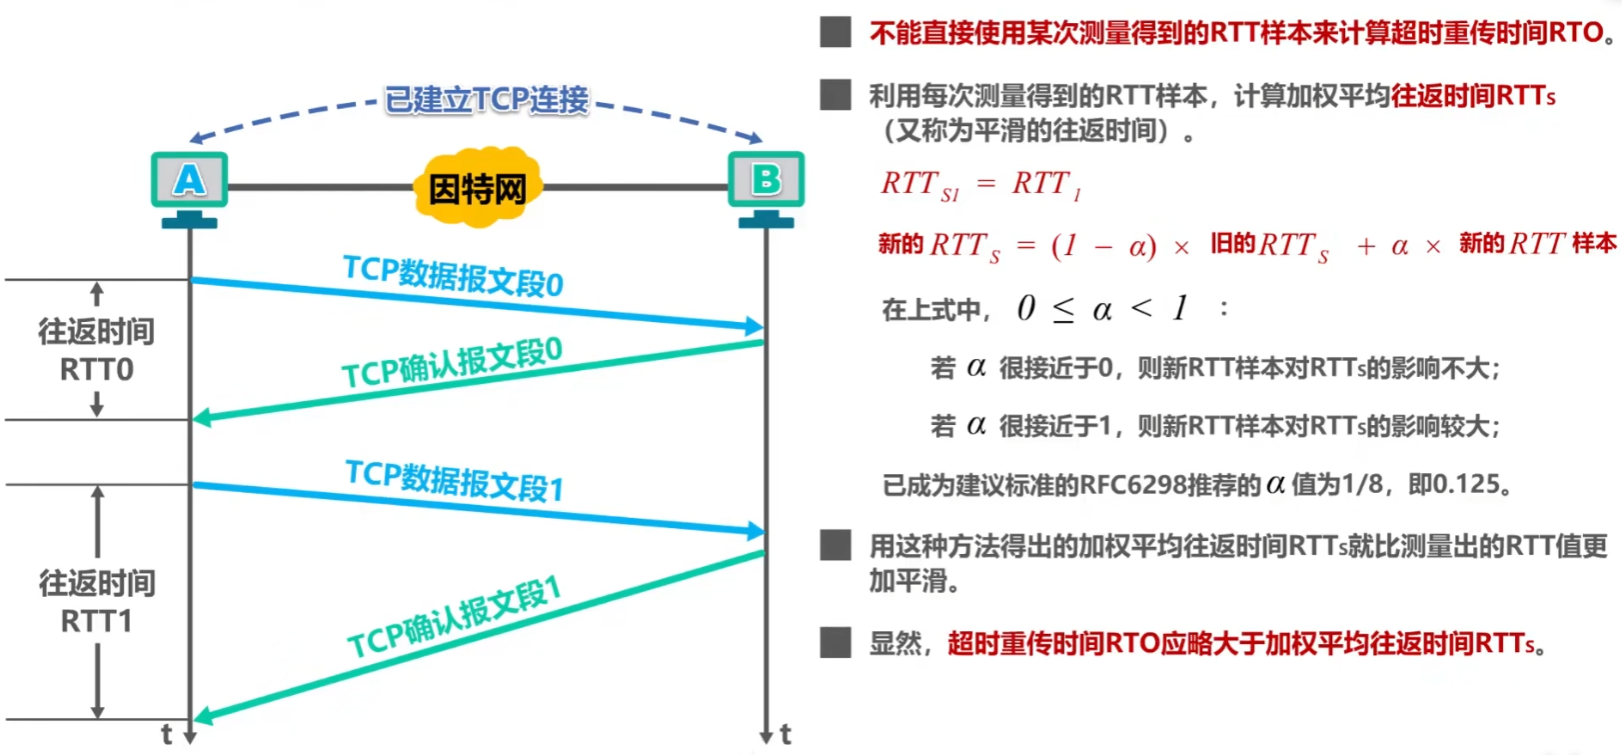 已建立TCP连接
A
因特网
B
TCP数据报文段0
往返时间
RTT0
TCP确认报文段0
TCP数据报文段1
往返时间
RTT1
TCP确认报文段1
t
t
不能直接使用某次测量得到的RTT样本来计算超时重传时间RTO。
利用每次测量得到的RTT样本，计算加权平均往返时间RTTs
（又称为平滑的往返时间）。
RTT_{S1} = RTT_1
新的RTT_S = (1 − α) × 旧的RTT_S + α × 新的RTT样本
在上式中， 0 ≤ α < 1 ：
若 α 很接近于0，则新RTT样本对RTTs的影响不大；
若 α 很接近于1，则新RTT样本对RTTs的影响较大；
已成为建议标准的RFC6298推荐的α值为1/8，即0.125。
用这种方法得出的加权平均往返时间RTTs就比测量出的RTT值更
加平滑。
显然，超时重传时间RTO应略大于加权平均往返时间RTTs。